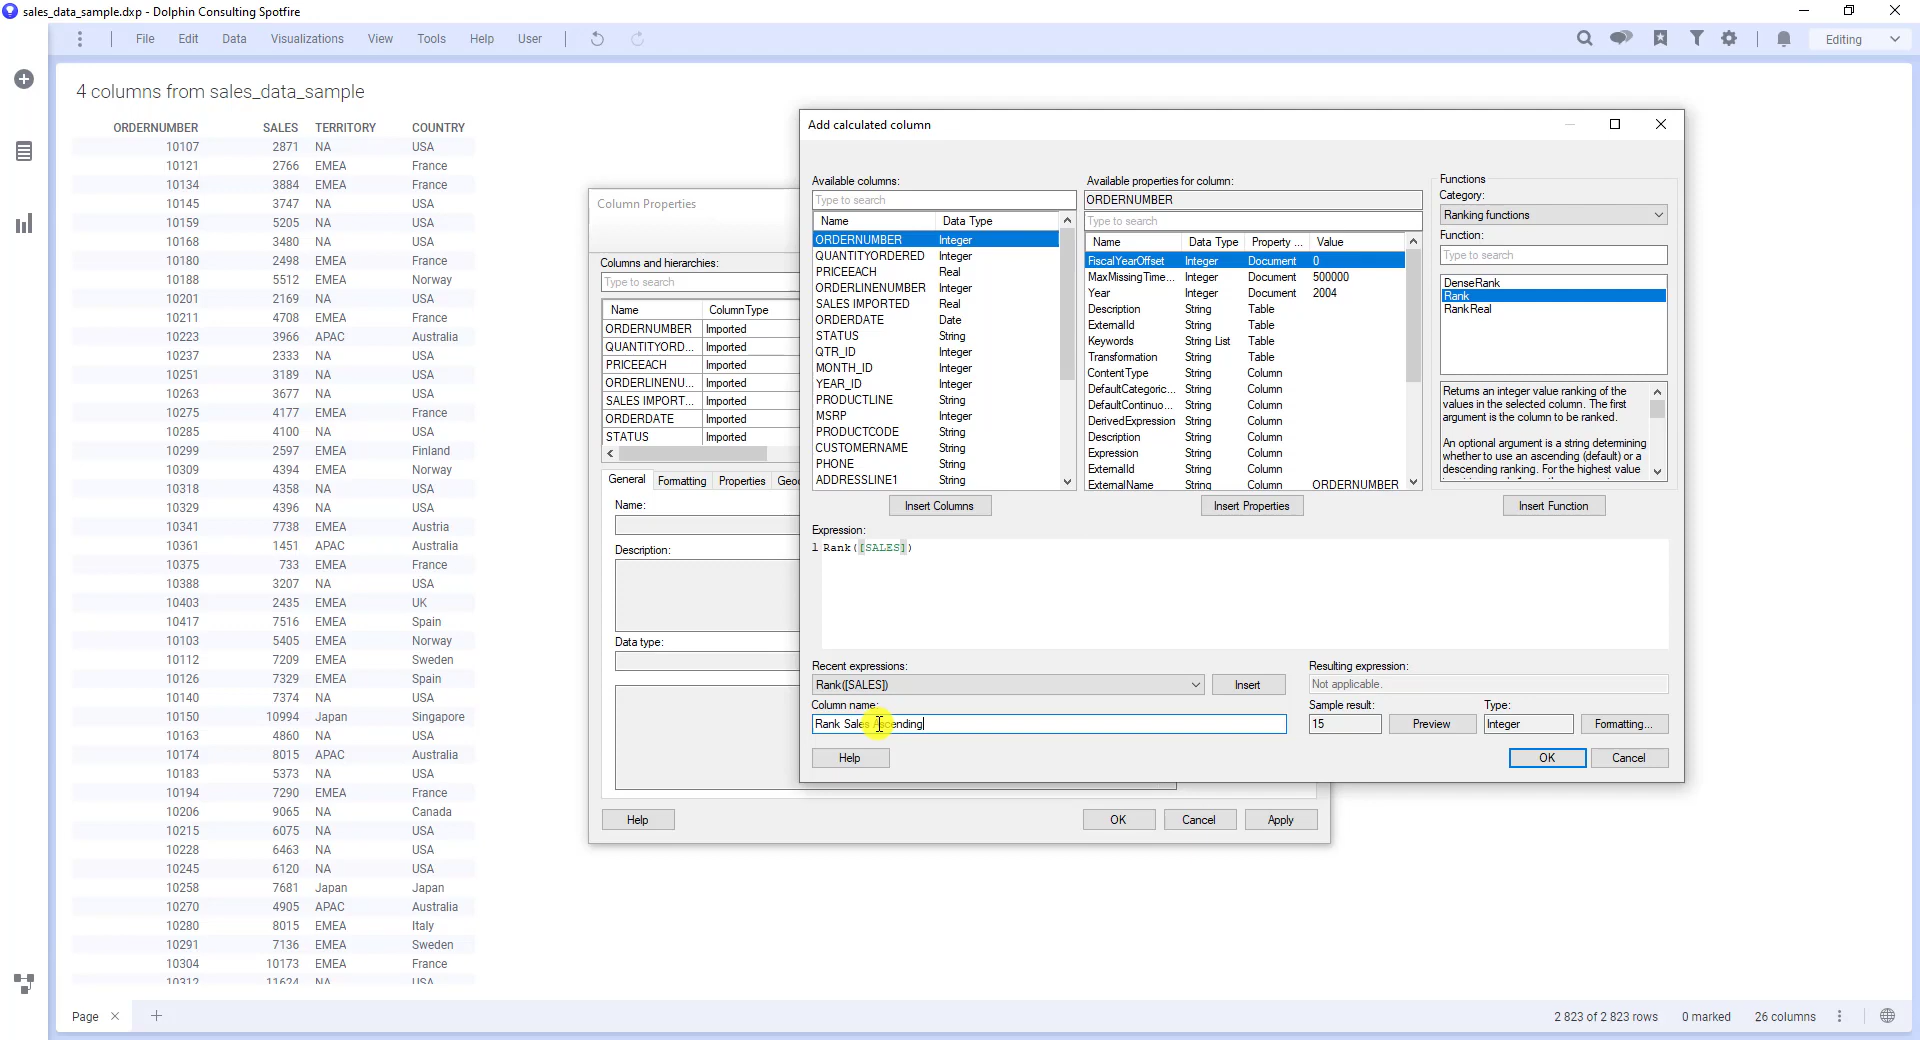 sales_data_sample.dxp - Dolphin Consulting Spotfire
File Edit Data Visualizations View Tools Help User Editing
4 columns from sales_data_sample
ORDERNUMBER SALES TERRITORY COUNTRY
10107 2871 NA USA
10121 2766 EMEA France
10134 3884 EMEA France
10145 3747 NA USA
10159 5205 NA USA
10168 3480 NA USA
10180 2498 EMEA France
10188 5512 EMEA Norway
10201 2169 NA USA
10211 4708 EMEA France
10223 3966 APAC Australia
10237 2333 NA USA
10251 3189 NA USA
10263 3677 NA USA
10275 4177 EMEA France
10285 4100 NA USA
10299 2597 EMEA Finland
10309 4394 EMEA Norway
10318 4358 NA USA
10329 4396 NA USA
10341 7738 EMEA Austria
10361 1451 APAC Australia
10375 733 EMEA France
10388 3207 NA USA
10403 2435 EMEA UK
10417 7516 EMEA Spain
10103 5405 EMEA Norway
10112 7209 EMEA Sweden
10126 7329 EMEA Spain
10140 7374 NA USA
10150 10994 Japan Singapore
10163 4860 NA USA
10174 8015 APAC Australia
10183 5373 NA USA
10194 7290 EMEA France
10206 9065 NA Canada
10215 6075 NA USA
10228 6463 NA USA
10245 6120 NA USA
10258 7681 Japan Japan
10270 4905 APAC Australia
10280 8015 EMEA Italy
10291 7136 EMEA Sweden
10304 10173 EMEA France
10312 11624 NA USA
Column Properties
Columns and hierarchies:
Type to search
Name ColumnType
ORDERNUMBER Imported
QUANTITYORD... Imported
PRICEEACH Imported
ORDERLINENU... Imported
SALES IMPORT... Imported
ORDERDATE Imported
STATUS Imported
General Formatting Properties Geoc
Name:
Description:
Data type:
Help OK Cancel Apply
Add calculated column
Available columns:
Type to search
Name Data Type
ORDERNUMBER Integer
QUANTITYORDERED Integer
PRICEEACH Real
ORDERLINENUMBER Integer
SALES IMPORTED Real
ORDERDATE Date
STATUS String
QTR_ID Integer
MONTH_ID Integer
YEAR_ID Integer
PRODUCTLINE String
MSRP Integer
PRODUCTCODE String
CUSTOMERNAME String
PHONE String
ADDRESSLINE1 String
Insert Columns
Available properties for column:
ORDERNUMBER
Type to search
Name Data Type Property ... Value
FiscalYearOffset Integer Document 0
MaxMissingTime... Integer Document 500000
Year Integer Document 2004
Description String Table
ExternalId String Table
Keywords String List Table
Transformation String Table
ContentType String Column
DefaultCategoric... String Column
DefaultContinuo... String Column
DerivedExpression String Column
Description String Column
Expression String Column
ExternalId String Column
ExternalName String Column ORDERNUMBER
Insert Properties
Functions
Category:
Ranking functions
Function:
Type to search
DenseRank
Rank
RankReal
Returns an integer value ranking of the
values in the selected column. The first
argument is the column to be ranked.
An optional argument is a string determining
whether to use an ascending (default) or a
descending ranking. For the highest value
Insert Function
Expression:
1 Rank([SALES])
Recent expressions:
Rank([SALES])
Insert
Column name:
Rank Sales Ascending
Resulting expression:
Not applicable.
Sample result: Type:
15 Preview Integer Formatting...
Help OK Cancel
Page
2 823 of 2 823 rows 0 marked 26 columns